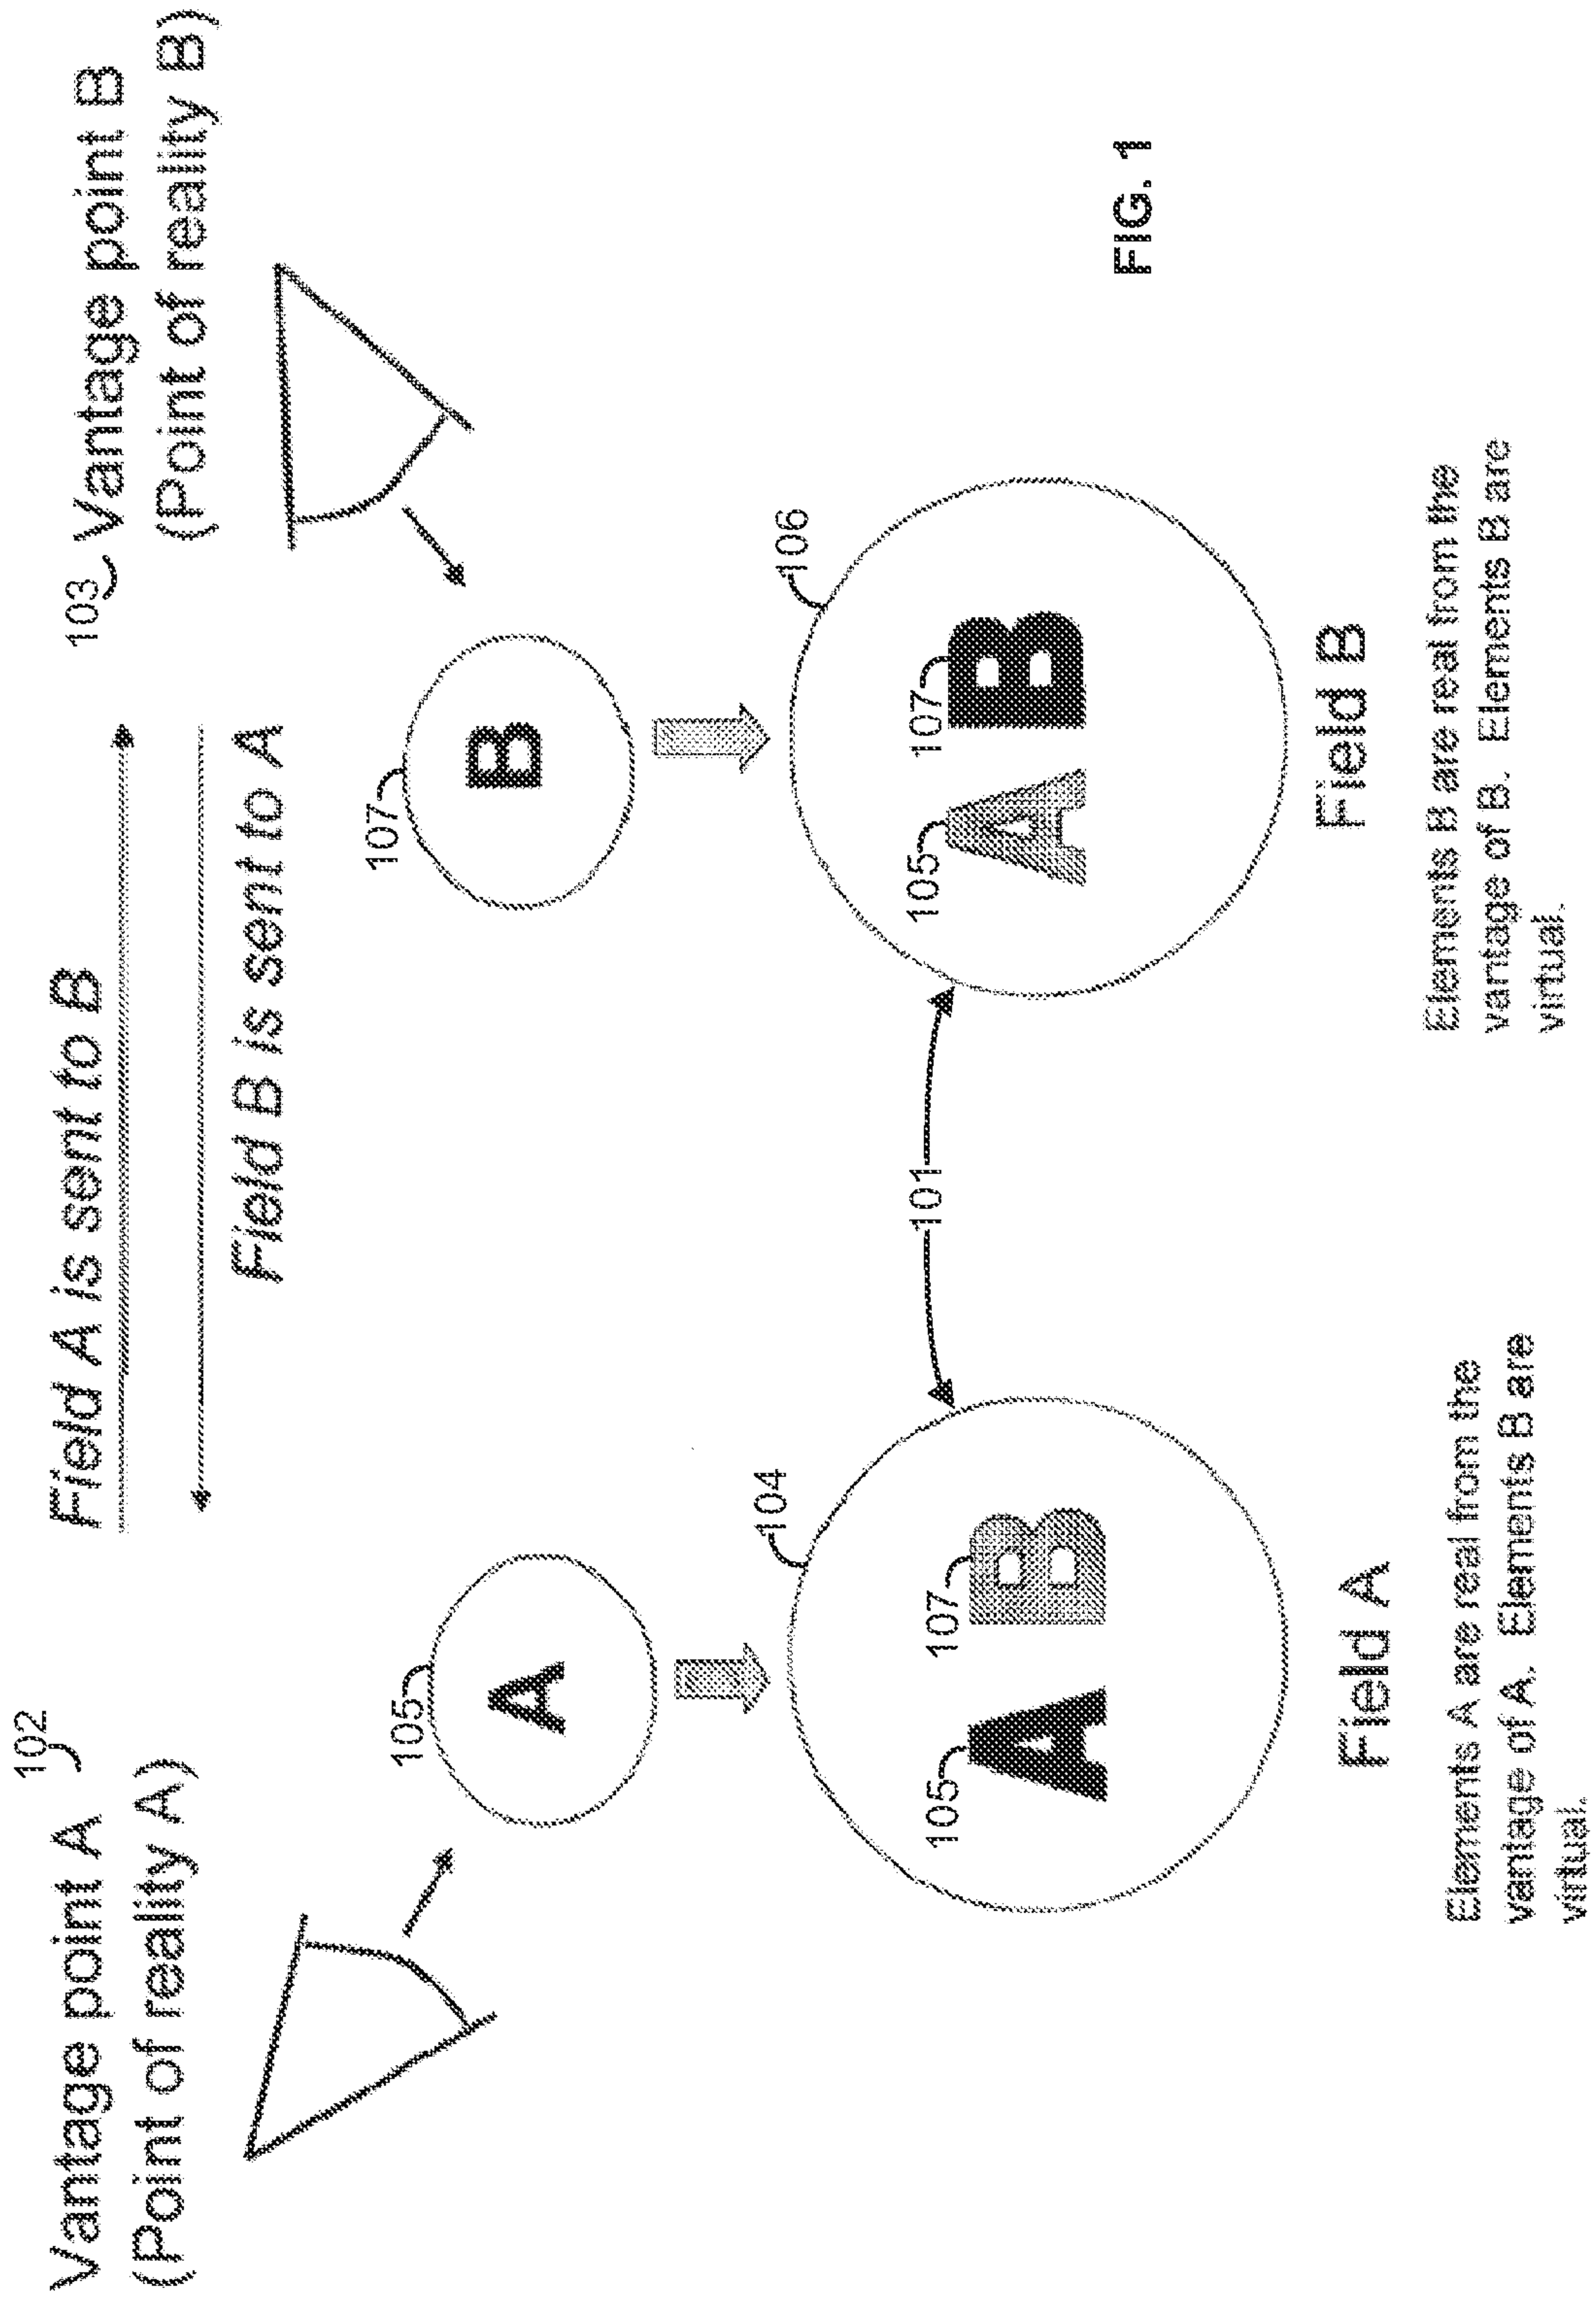 102
Vantage point A
(Point of reality A)
Field A is sent to B
Field B is sent to A
103
Vantage point B
(Point of reality B)
105
A
107
B
104
105
107
A B
106
105
107
A B
101
Field A
Field B
Elements A are real from the
vantage of A. Elements B are
virtual.
Elements B are real from the
vantage of B. Elements B are
virtual.
FIG. 1